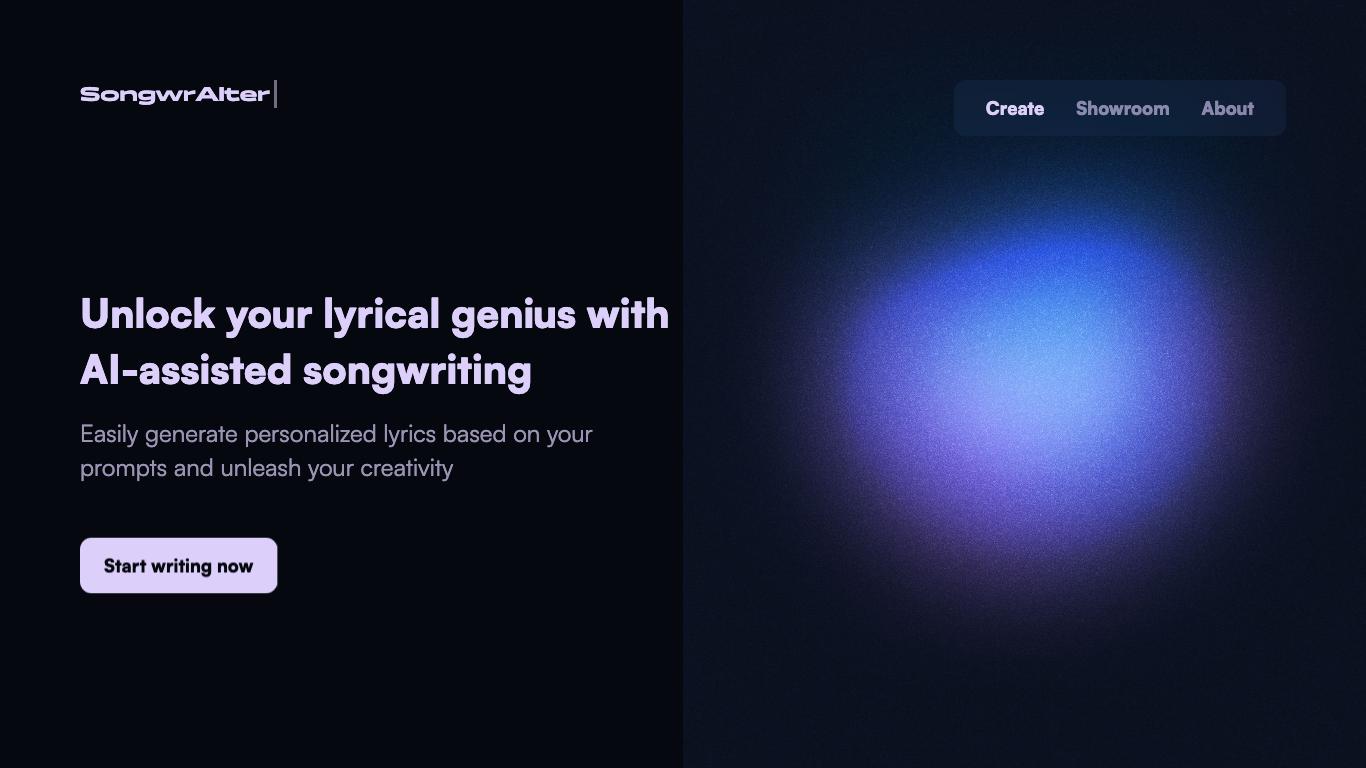 SongwrAIter
Create Showroom About
Unlock your lyrical genius with
AI-assisted songwriting
Easily generate personalized lyrics based on your
prompts and unleash your creativity
Start writing now